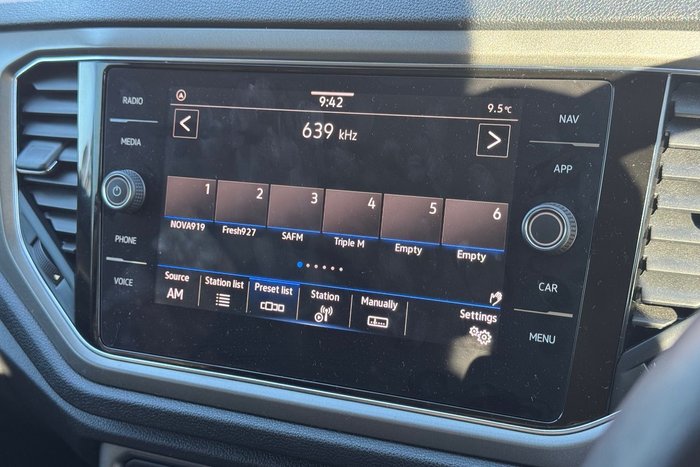 RADIO
MEDIA
PHONE
VOICE
9:42
9.5 °C
639 kHz
1
NOVA919
2
Fresh927
3
SAFM
4
Triple M
5
Empty
6
Empty
Source
AM
Station list
Preset list
Station
Manually
Settings
NAV
APP
CAR
MENU